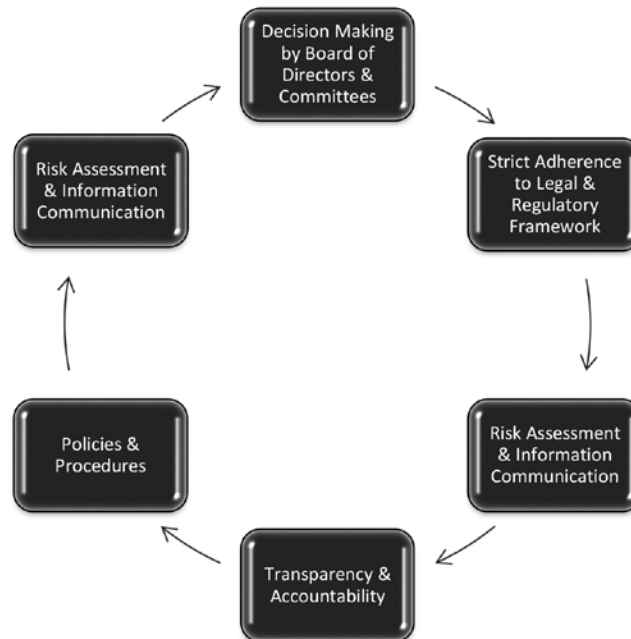 Decision Making
by Board of
Directors &
Committees
Strict Adherence
to Legal &
Regulatory
Framework
Risk Assessment
& Information
Communication
Transparency &
Accountability
Policies &
Procedures
Risk Assessment
& Information
Communication